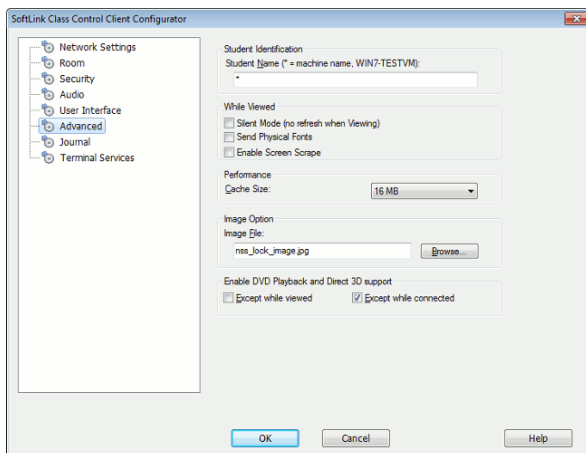 SoftLink Class Control Client Configurator
Network Settings
Room
Security
Audio
User Interface
Advanced
Journal
Terminal Services
Student Identification
Student Name (* = machine name, WIN7-TESTVM):
*
While Viewed
Silent Mode (no refresh when Viewing)
Send Physical Fonts
Enable Screen Scrape
Performance
Cache Size:
16 MB
Image Option
Image File:
nss_lock_image.jpg
Browse...
Enable DVD Playback and Direct 3D support
Except while viewed
Except while connected
OK
Cancel
Help